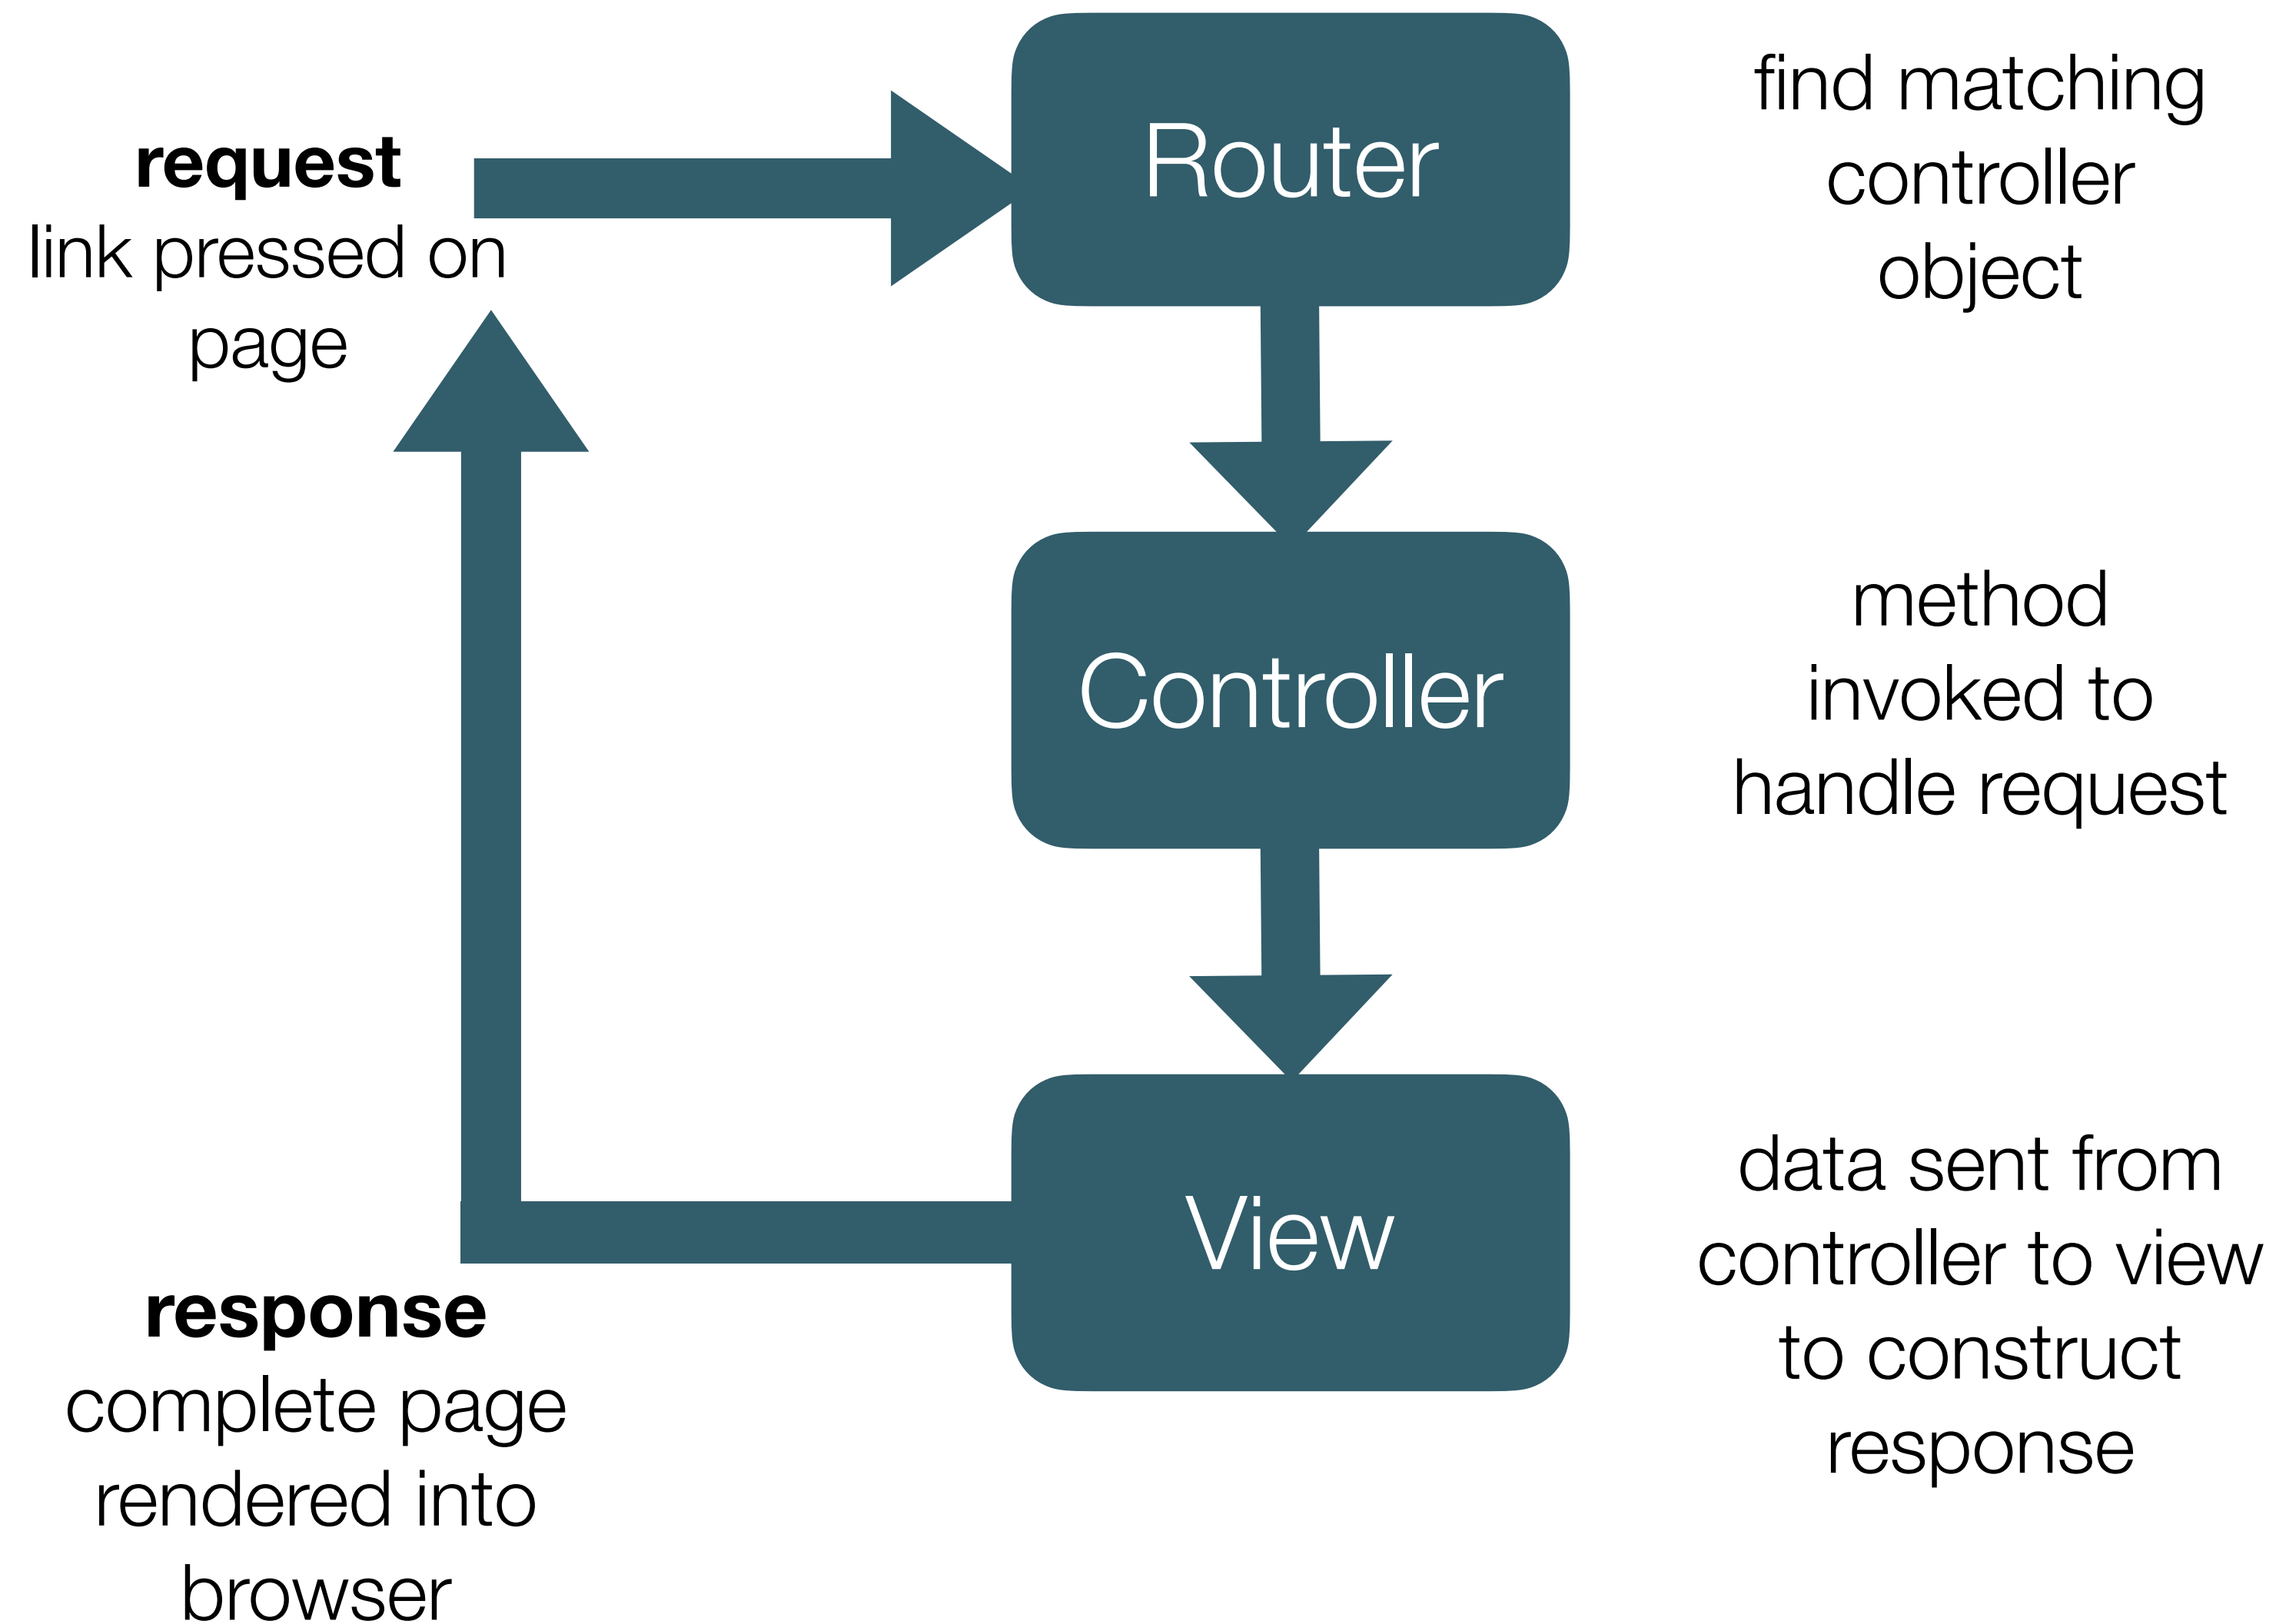 request
link pressed on
page
Router
find matching
controller
object
Controller
method
invoked to
handle request
View
data sent from
controller to view
to construct
response
response
complete page
rendered into
browser